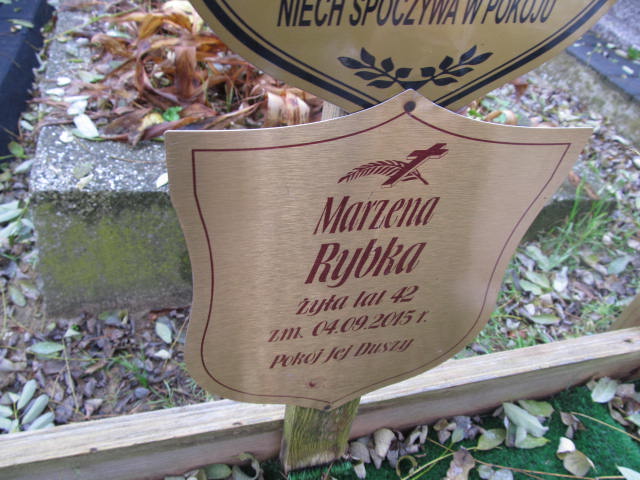 NIECH SPOCZYWA W POKOJU
Marzena
Rybka
żyła lat 42
zm. 04.09.2015 r.
Pokój Jej Duszy